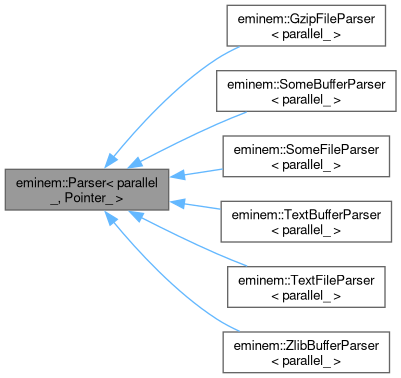 eminem::GzipFileParser
< parallel_ >
eminem::SomeBufferParser
< parallel_ >
eminem::SomeFileParser
< parallel_ >
eminem::Parser< parallel
_, Pointer_ >
eminem::TextBufferParser
< parallel_ >
eminem::TextFileParser
< parallel_ >
eminem::ZlibBufferParser
< parallel_ >